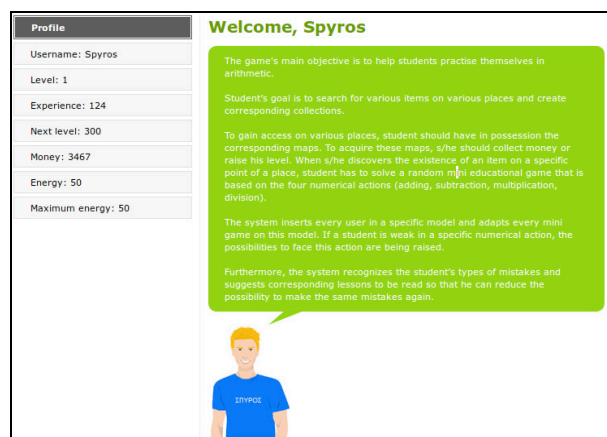 Profile
Username: Spyros
Level: 1
Experience: 124
Next level: 300
Money: 3467
Energy: 50
Maximum energy: 50
Welcome, Spyros
The game's main objective is to help students practise themselves in
arithmetic.
Student's goal is to search for various items on various places and create
corresponding collections.
To gain access on various places, student should have in possession the
corresponding maps. To acquire these maps, s/he should collect money or
raise his level. When s/he discovers the existence of an item on a specific
point of a place, student has to solve a random mini educational game that is
based on the four numerical actions (adding, subtraction, multiplication,
division).
The system inserts every user in a specific model and adapts every mini
game on this model. If a student is weak in a specific numerical action, the
possibilities to face this action are being raised.
Furthermore, the system recognizes the student's types of mistakes and
suggests corresponding lessons to be read so that he can reduce the
possibility to make the same mistakes again.
ΣΠΥΡΟΣ